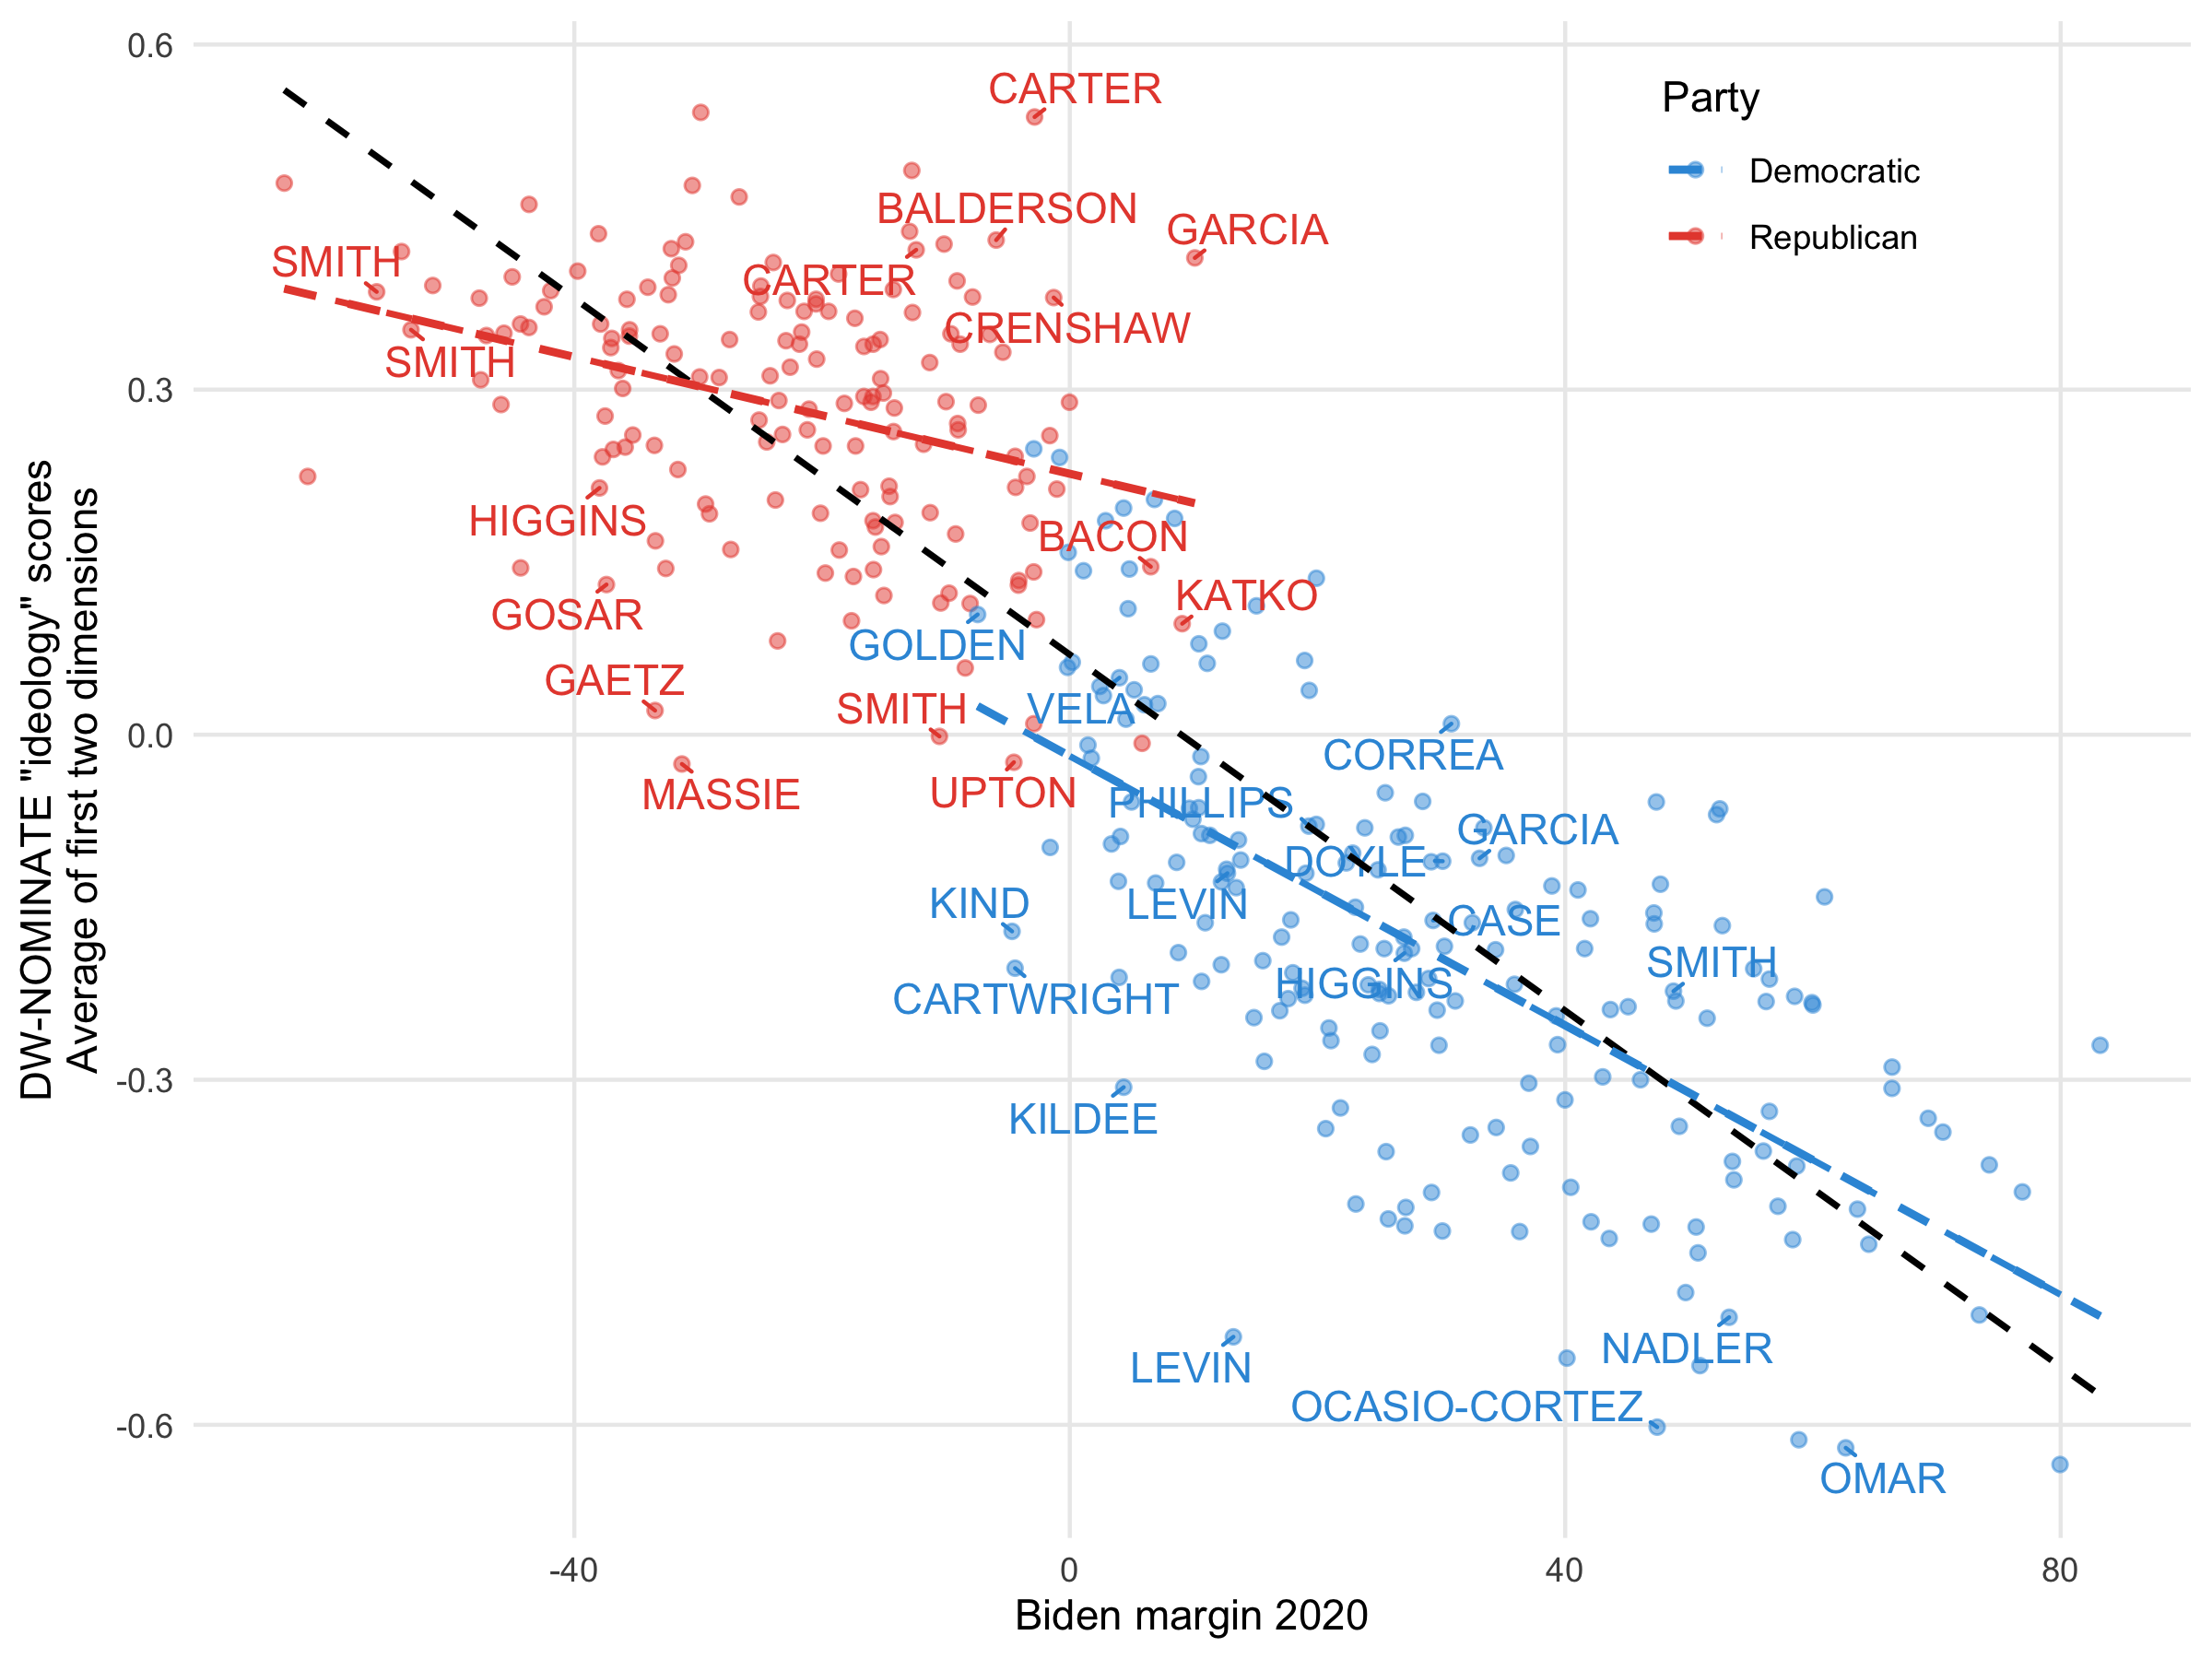 0.6
0.3
0.0
-0.3
-0.6
DW-NOMINATE "ideology" scores
Average of first two dimensions
CARTER
BALDERSON
GARCIA
SMITH
CARTER
CRENSHAW
SMITH
HIGGINS
BACON
GOSAR
KATKO
GOLDEN
GAETZ
SMITH
VELA
CORREA
MASSIE
UPTON
PHILLIPS
GARCIA
DOYLE
KIND
LEVIN
CASE
SMITH
HIGGINS
CARTWRIGHT
KILDEE
LEVIN
NADLER
OCASIO-CORTEZ
OMAR
Party
Democratic
Republican
-40
0
40
80
Biden margin 2020